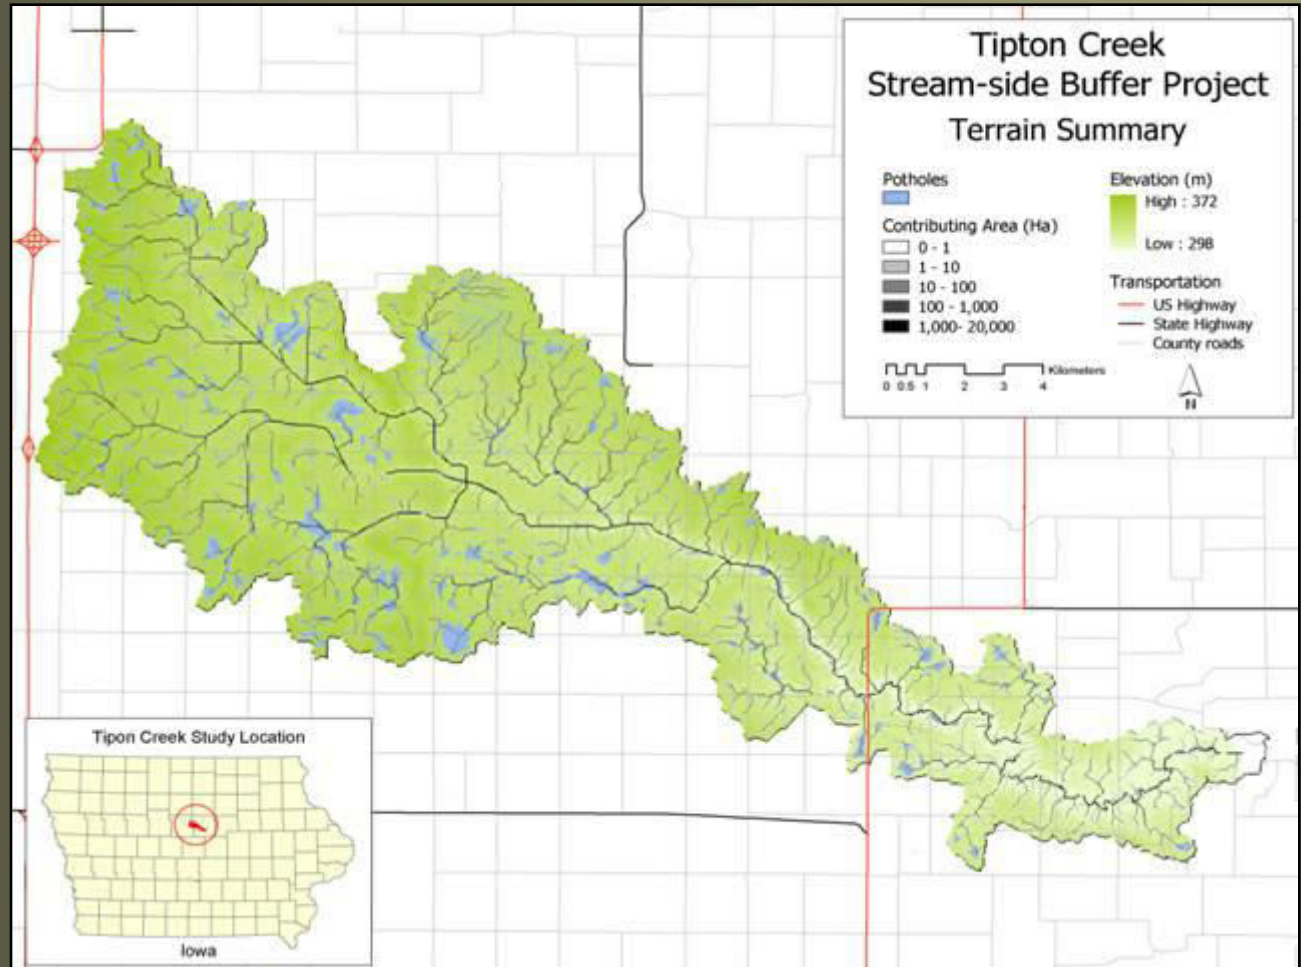 Tipton Creek
Stream-side Buffer Project
Terrain Summary
Potholes
Contributing Area (Ha)
0 - 1
1 - 10
10 - 100
100 - 1,000
1,000- 20,000
Elevation (m)
High : 372
Low : 298
Transportation
US Highway
State Highway
County roads
Kilometers
0 0.5 1 2 3 4
N
Tipon Creek Study Location
Iowa